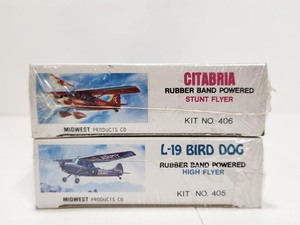 CITABRIA
RUBBER BAND POWERED
STUNT FLYER
MIDWEST PRODUCTS CO
KIT NO. 406
L-19 BIRD DOG
RUBBER BAND POWERED
HIGH FLYER
MIDWEST PRODUCTS CO
KIT NO. 405